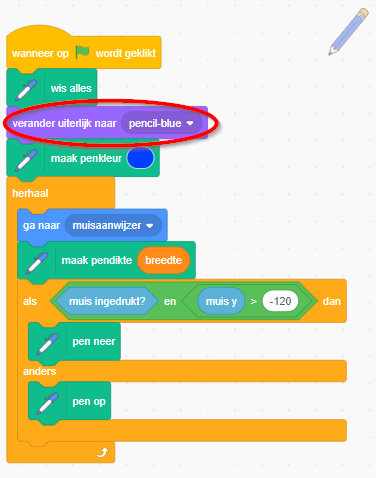 wanneer op wordt geklikt
wis alles
verander uiterlijk naar pencil-blue
maak penkleur
herhaal
ga naar muisaanwijzer
maak pendikte breedte
als muis ingedrukt? en muis y > -120 dan
pen neer
anders
pen op